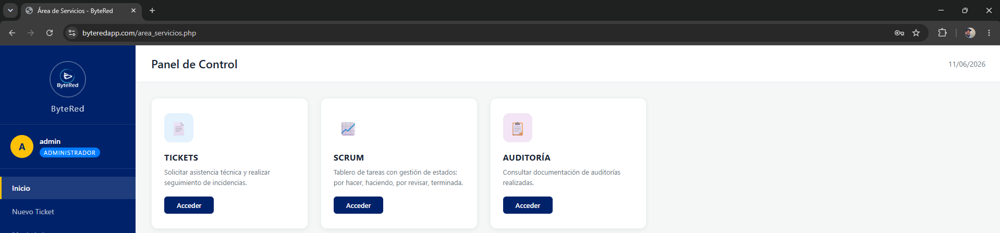 Área de Servicios - ByteRed
byteredapp.com/area_servicios.php
ByteRed
ByteRed
A
admin
ADMINISTRADOR
Inicio
Nuevo Ticket
Panel de Control
11/06/2026
TICKETS
Solicitar asistencia técnica y realizar
seguimiento de incidencias.
Acceder
SCRUM
Tablero de tareas con gestión de estados:
por hacer, haciendo, por revisar, terminada.
Acceder
AUDITORÍA
Consultar documentación de auditorías
realizadas.
Acceder